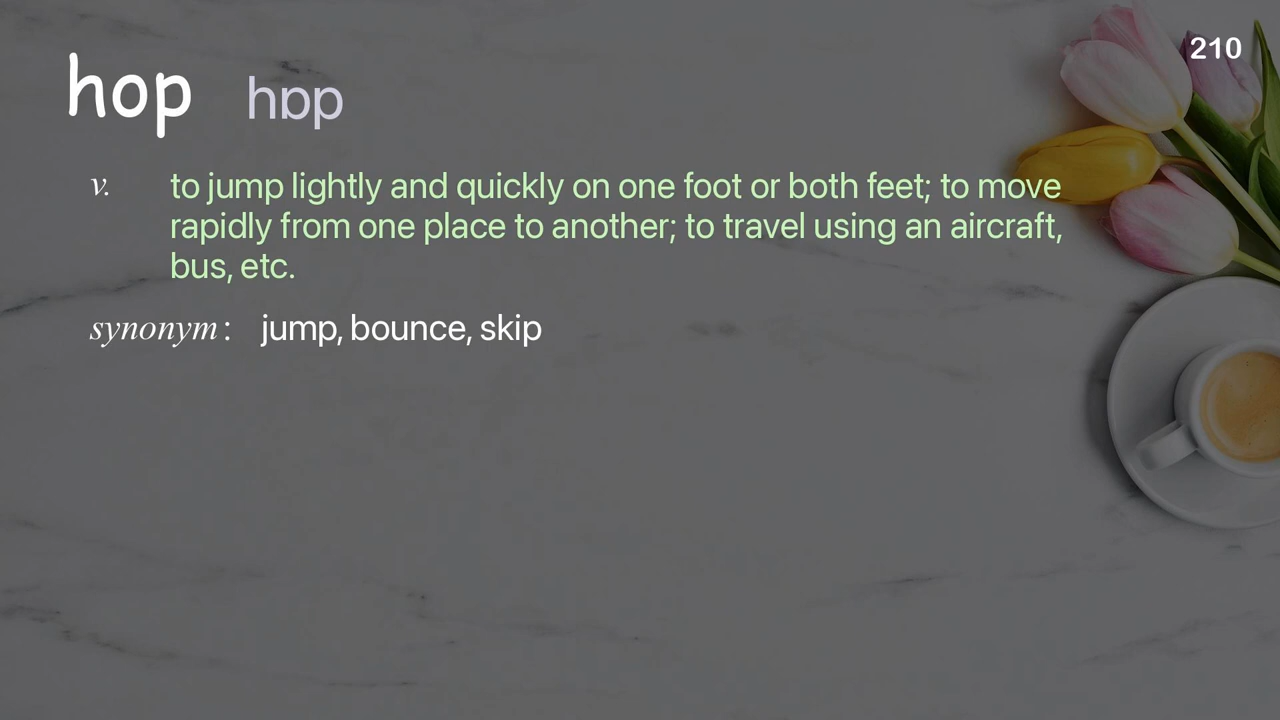 210
hop hɒp
v. to jump lightly and quickly on one foot or both feet; to move
rapidly from one place to another; to travel using an aircraft,
bus, etc.
synonym: jump, bounce, skip